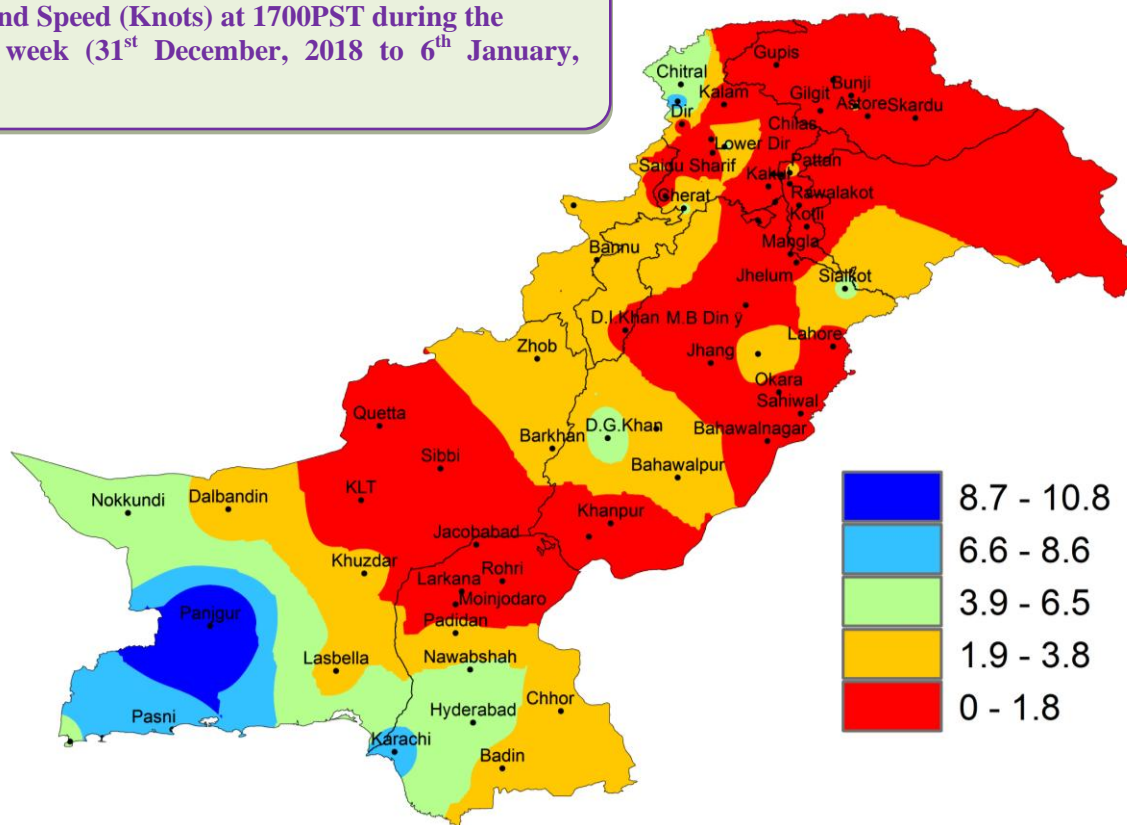 nd Speed (Knots) at 1700PST during the
week (31st December, 2018 to 6th January,
Gupis
Chitral
Bunji
Kalam
Gilgit
Astore Skardu
Dir
Chilas
Lower Dir
Pattan
Saidu Sharif
Kakul
Cherat
Rawalakot
Kotli
Mangla
Bannu
Jhelum
Sialkot
D.I Khan
M.B Din ÿ
Lahore
Zhob
Jhang
Okara
Sahiwal
Quetta
D.G.Khan
Bahawalnagar
Barkhan
Sibbi
Bahawalpur
KLT
Nokkundi
Dalbandin
Khanpur
Jacobabad
Khuzdar
Rohri
Larkana
Moinjodaro
Panjgur
Padidan
Lasbella
Nawabshah
Chhor
Pasni
Hyderabad
Karachi
Badin
8.7 - 10.8
6.6 - 8.6
3.9 - 6.5
1.9 - 3.8
0 - 1.8